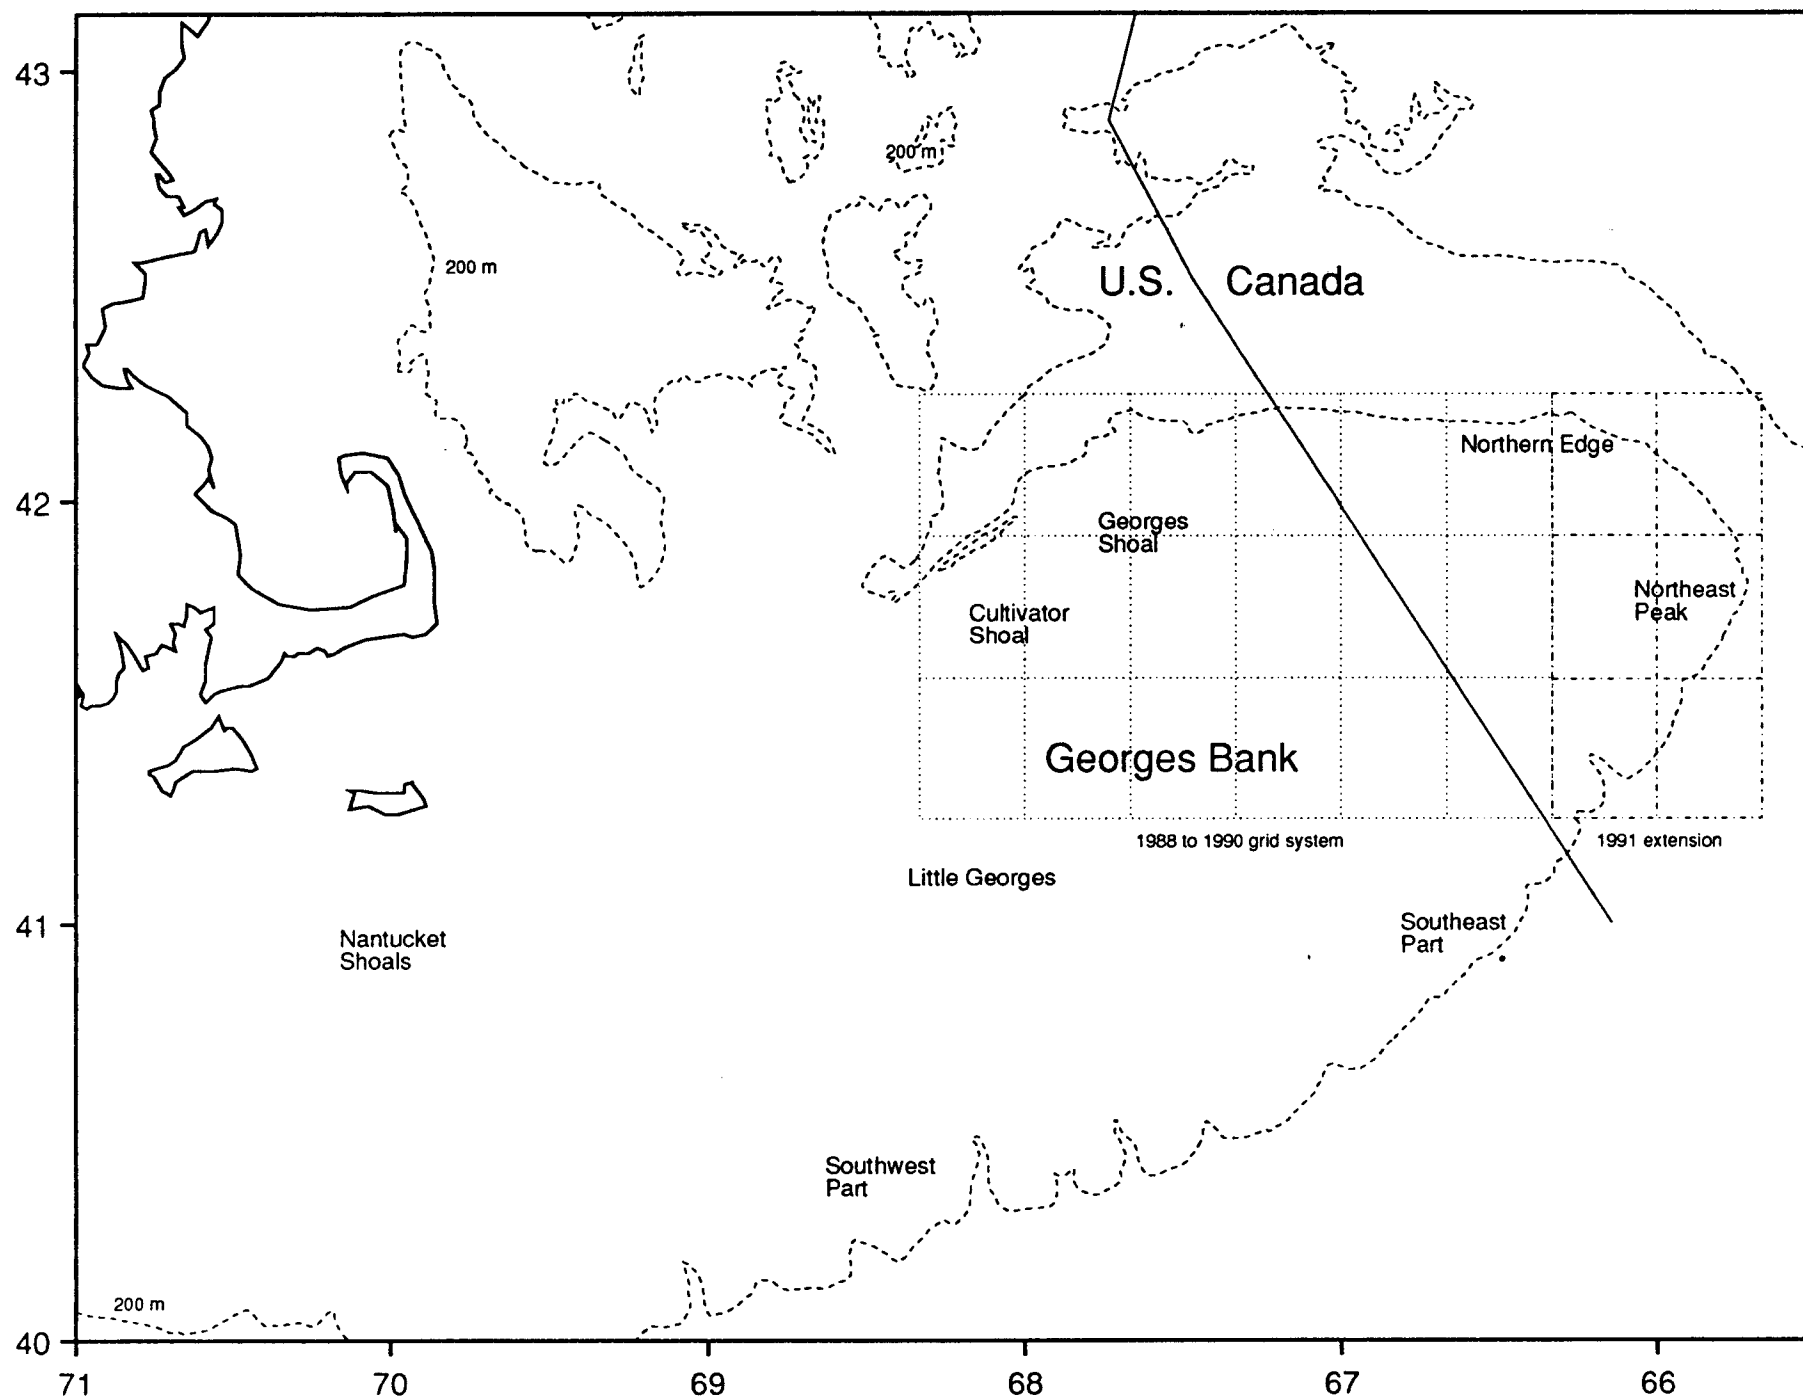 43
200 m
200 m
U.S. Canada
Northern Edge
42
Georges
Shoal
Northeast
Peak
Cultivator
Shoal
Georges Bank
1988 to 1990 grid system
1991 extension
Little Georges
41
Southeast
Part
Nantucket
Shoals
Southwest
Part
200 m
40
71 70 69 68 67 66